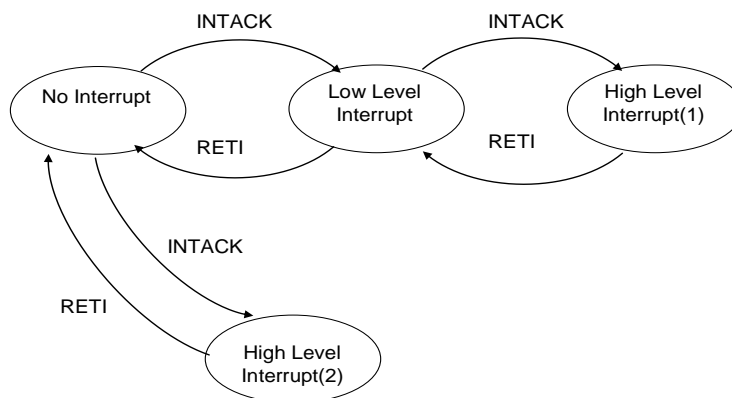 INTACK
INTACK
No Interrupt
Low Level
Interrupt
High Level
Interrupt(1)
RETI
RETI
INTACK
RETI
High Level
Interrupt(2)